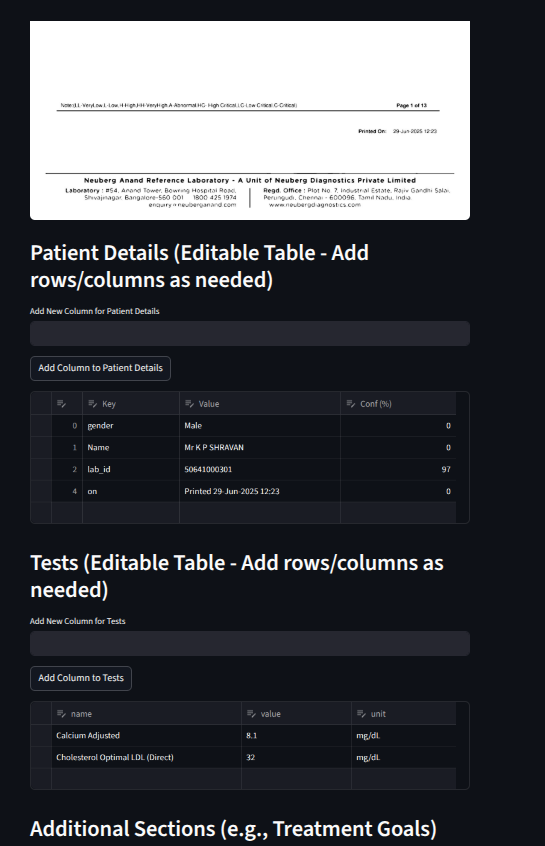 Note:(LL-VeryLow,L-Low,H-High,HH-VeryHigh,A-Abnormal,HC- High Critical,LC-Low Critical-C-Critical)
Page 1 of 13
Printed On: 29-Jun-2025 12:23
Neuberg Anand Reference Laboratory - A Unit of Neuberg Diagnostics Private Limited
Laboratory : #54, Anand Tower, Bowring Hospital Road,
Shivajinagar, Bangalore-560 001 1800 425 1974
enquiry@neuberganand.com
Regd. Office : Plot No. 7, Industrial Estate, Rajiv Gandhi Salai,
Perungudi, Chennai - 600096, Tamil Nadu, India.
www.neubergdiagnostics.com
Patient Details (Editable Table - Add
rows/columns as needed)
Add New Column for Patient Details
Add Column to Patient Details
Key Value Conf (%)
0 gender Male 0
1 Name Mr K P SHRAVAN 0
2 lab_id 50641000301 97
4 on Printed 29-Jun-2025 12:23 0
Tests (Editable Table - Add rows/columns as
needed)
Add New Column for Tests
Add Column to Tests
name value unit
Calcium Adjusted 8.1 mg/dL
Cholesterol Optimal LDL (Direct) 32 mg/dL
Additional Sections (e.g., Treatment Goals)